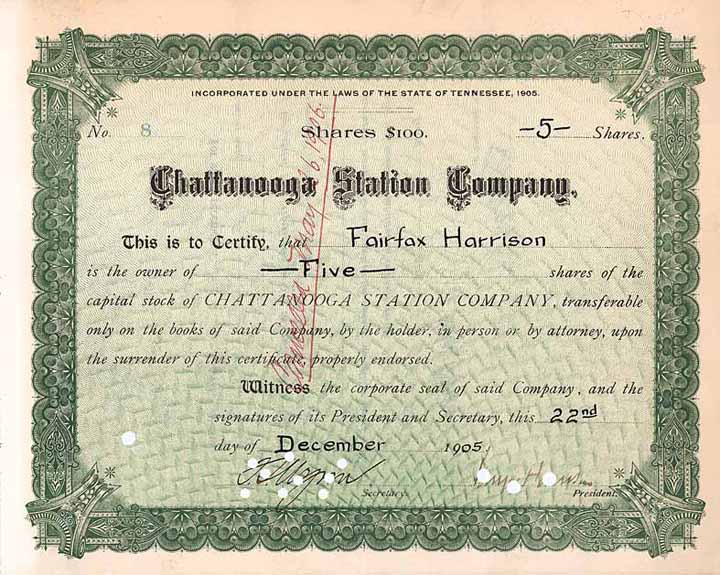 INCORPORATED UNDER THE LAWS OF THE STATE OF TENNESSEE, 1905.
No. 8 Shares $100. -5- Shares.
Chattanooga Station Company,
This is to Certify, that Fairfax Harrison
is the owner of —Five— shares of the
capital stock of CHATTANOOGA STATION COMPANY, transferable
only on the books of said Company, by the holder, in person or by attorney, upon
the surrender of this certificate, properly endorsed.
Witness the corporate seal of said Company, and the
signatures of its President and Secretary, this 22nd
day of December 1905.
Secretary. President.
Cancelled May 26 1906.